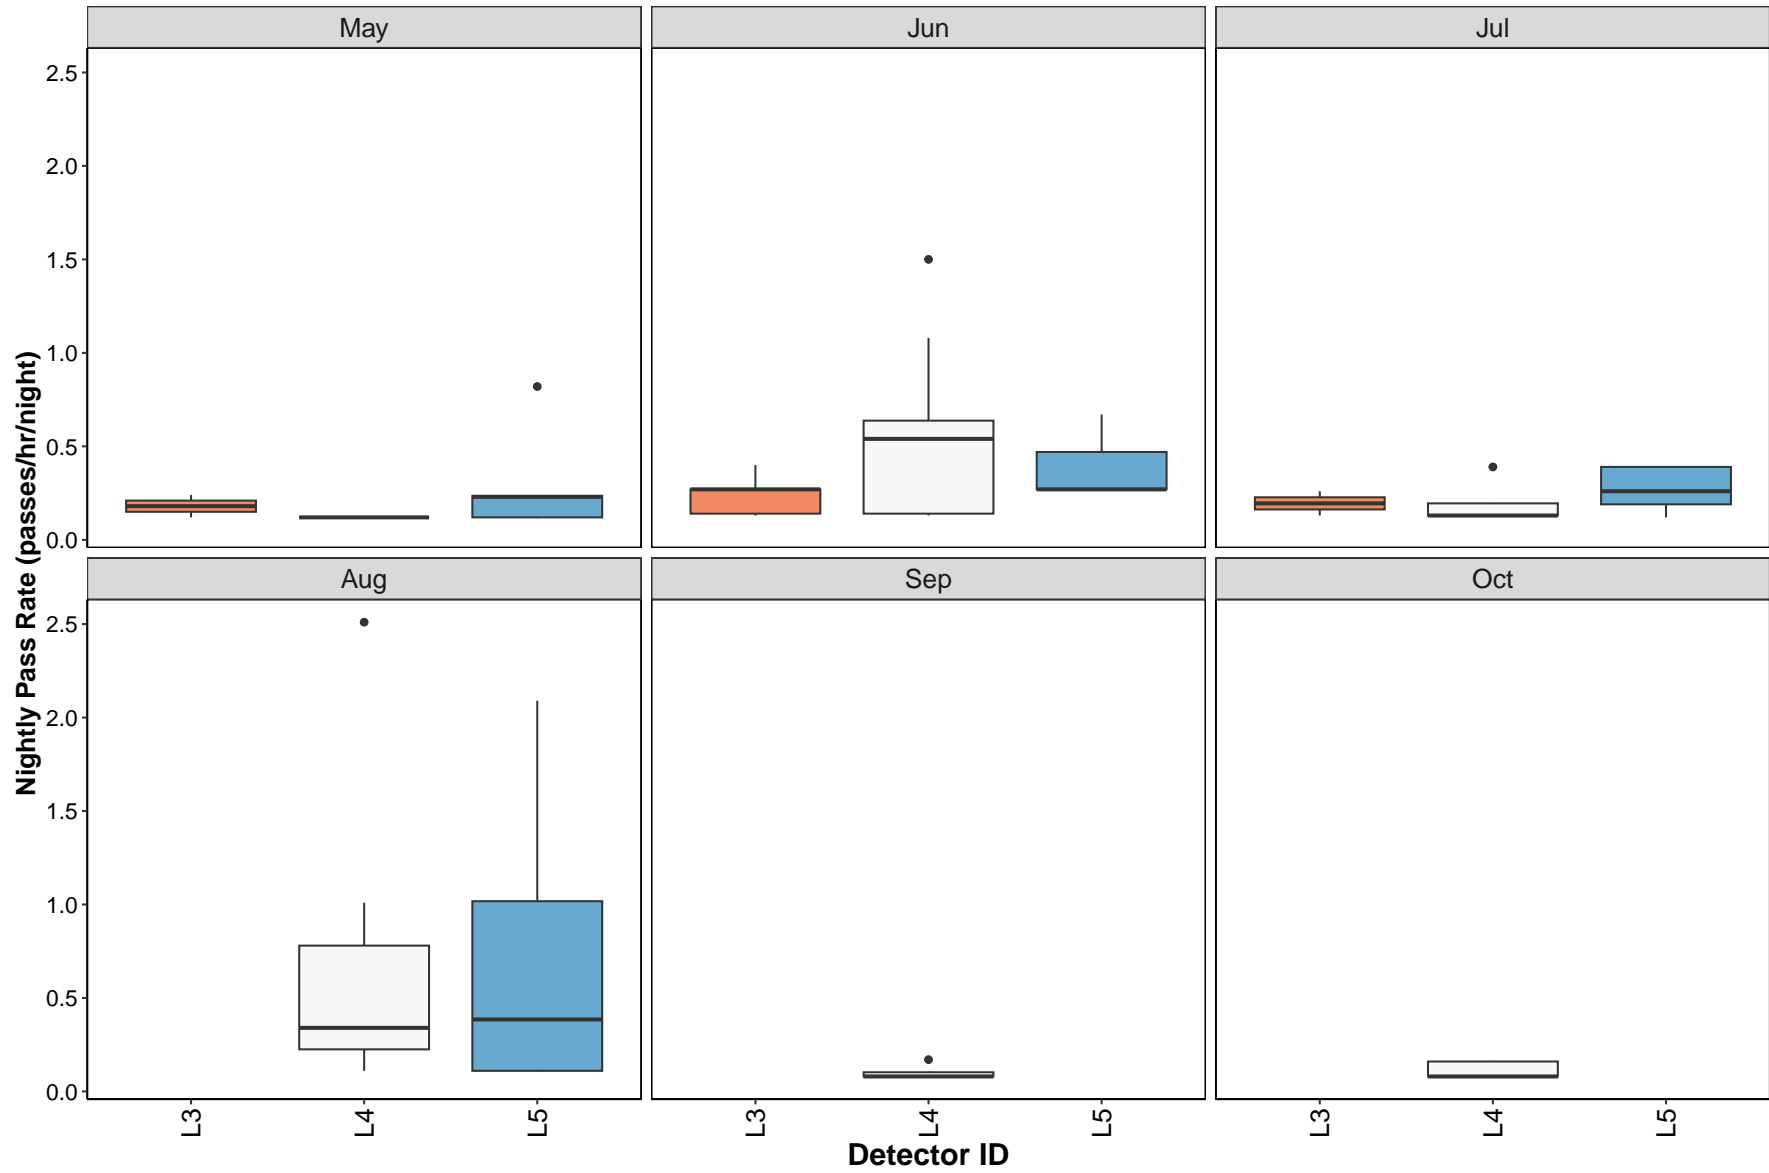 May
Jun
Jul
2.5
2.0
1.5
1.0
0.5
0.0
Aug
Sep
Oct
2.5
2.0
1.5
1.0
0.5
0.0
L3
L4
L5
L3
L4
L5
L3
L4
L5
Detector ID
Nightly Pass Rate (passes/hr/night)